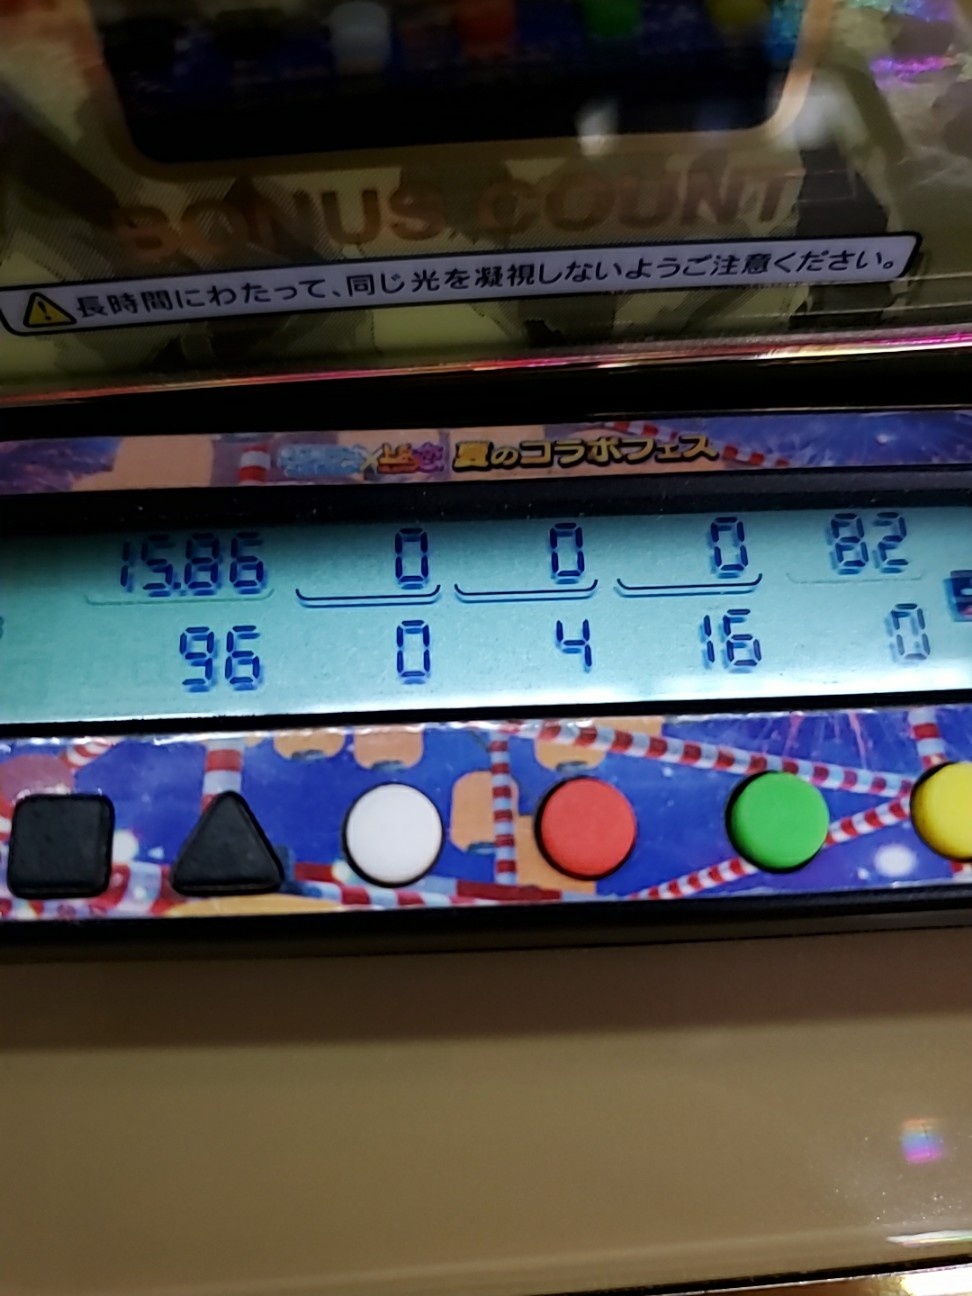 BONUS COUNT
長時間にわたって、同じ光を凝視しないようご注意ください。
夏のコラボフェス
15.86 0 0 0 82
96 0 4 16 0